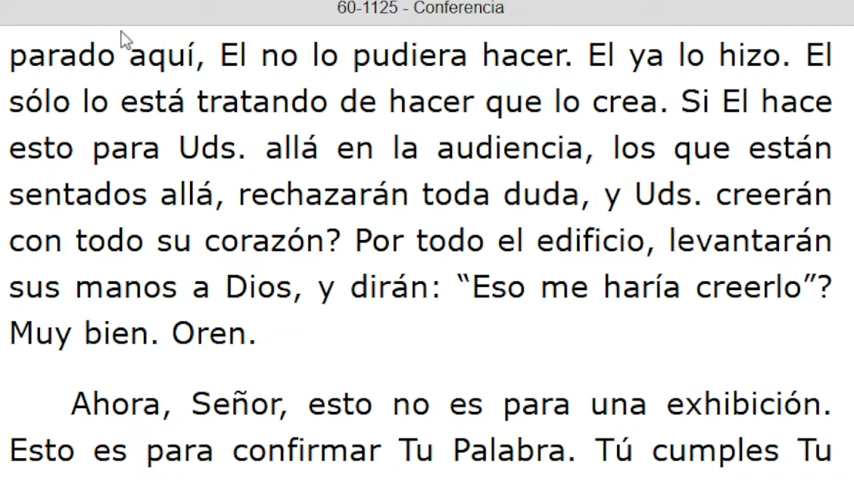 60-1125 - Conferencia
parado aquí, El no lo pudiera hacer. El ya lo hizo. El
sólo lo está tratando de hacer que lo crea. Si El hace
esto para Uds. allá en la audiencia, los que están
sentados allá, rechazarán toda duda, y Uds. creerán
con todo su corazón? Por todo el edificio, levantarán
sus manos a Dios, y dirán: “Eso me haría creerlo”?
Muy bien. Oren.
Ahora, Señor, esto no es para una exhibición.
Esto es para confirmar Tu Palabra. Tú cumples Tu